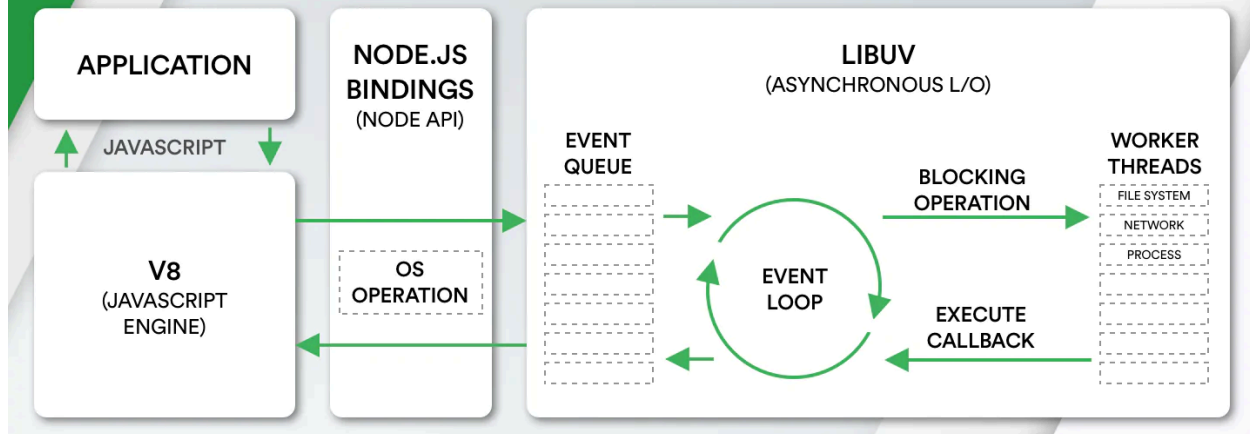 APPLICATION
JAVASCRIPT
V8
(JAVASCRIPT
ENGINE)
NODE.JS
BINDINGS
(NODE API)
OS
OPERATION
LIBUV
(ASYNCHRONOUS L/O)
EVENT
QUEUE
EVENT
LOOP
BLOCKING
OPERATION
EXECUTE
CALLBACK
WORKER
THREADS
FILE SYSTEM
NETWORK
PROCESS